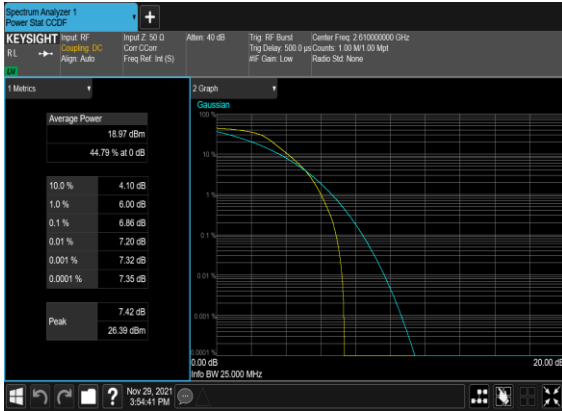 Spectrum Analyzer 1
Power Stat CCDF
+
KEYSIGHT
RL
Input: RF
Coupling: DC
Align: Auto
Input Z: 50 Ω
Corr CCorr
Freq Ref: Int (S)
Atten: 40 dB
Trig: RF Burst
Trig Delay: 500.0 µs
#IF Gain: Low
Center Freq: 2.610000000 GHz
Counts: 1.00 M/1.00 Mpt
Radio Std: None
1 Metrics
Average Power
18.97 dBm
44.79 % at 0 dB
10.0 % 4.10 dB
1.0 % 6.00 dB
0.1 % 6.86 dB
0.01 % 7.20 dB
0.001 % 7.32 dB
0.0001 % 7.35 dB
Peak
7.42 dB
26.39 dBm
2 Graph
Gaussian
100 %
10 %
1 %
0.1 %
0.01 %
0.001 %
0.0001 %
0.00 dB
20.00 dB
Info BW 25.000 MHz
?
Nov 29, 2021
3:54:41 PM